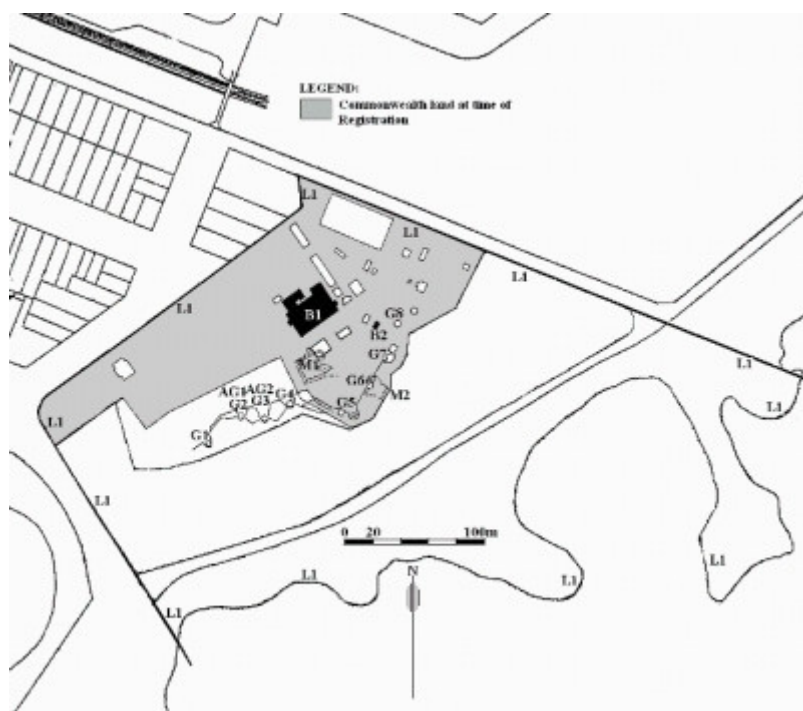 LEGEND:
Commonwealth land at time of
Registration
L1
L1
L1
L1
B1
G8
B2
G7
L1
M1
G6
M2
AG1 AG2
G2 G3 G4
G5
L1
G1
L1
L1
0 20 100m
N
L1
L1
L1
L1